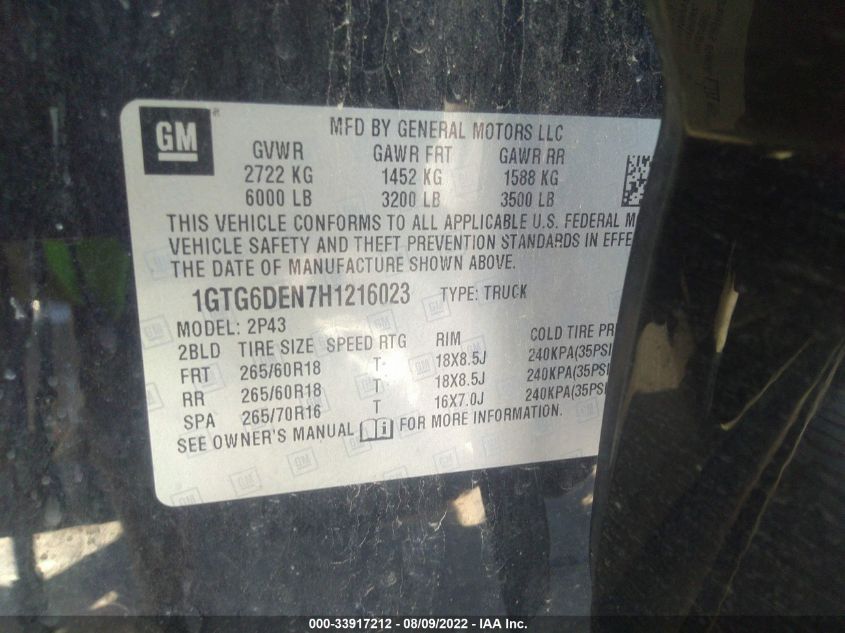 GM
MFD BY GENERAL MOTORS LLC
GVWR GAWR FRT GAWR RR
2722 KG 1452 KG 1588 KG
6000 LB 3200 LB 3500 LB
THIS VEHICLE CONFORMS TO ALL APPLICABLE U.S. FEDERAL M
VEHICLE SAFETY AND THEFT PREVENTION STANDARDS IN EFFE
THE DATE OF MANUFACTURE SHOWN ABOVE.
1GTG6DEN7H1216023 TYPE: TRUCK
MODEL: 2P43
2BLD TIRE SIZE SPEED RTG RIM COLD TIRE PR
FRT 265/60R18 T 18X8.5J 240KPA(35PSI
RR 265/60R18 T 18X8.5J 240KPA(35PSI
SPA 265/70R16 T 16X7.0J 240KPA(35PSI
SEE OWNER'S MANUAL FOR MORE INFORMATION.
000-33917212 - 08/09/2022 - IAA Inc.